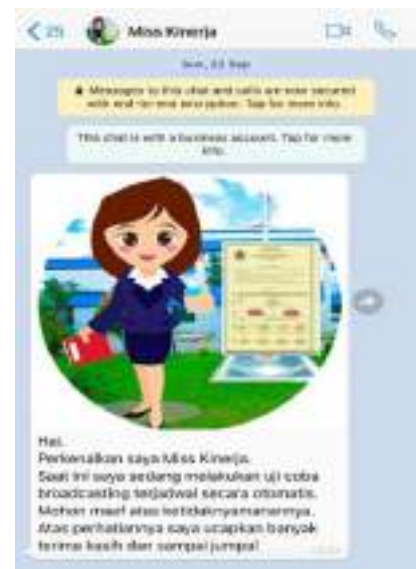 25 Miss Kinerja
Messages to this chat and calls are now secured
with end-to-end encryption. Tap for more info.
This chat is with a business account. Tap for more
info.
Hai.
Perkenalkan saya Miss Kinerja.
Saat ini saya sedang melakukan uji coba
broadcasting terjadwal secara otomatis.
Mohon maaf atas ketidaknyamanannya.
Atas perhatiannya saya ucapkan banyak
terima kasih dan sampai jumpa!